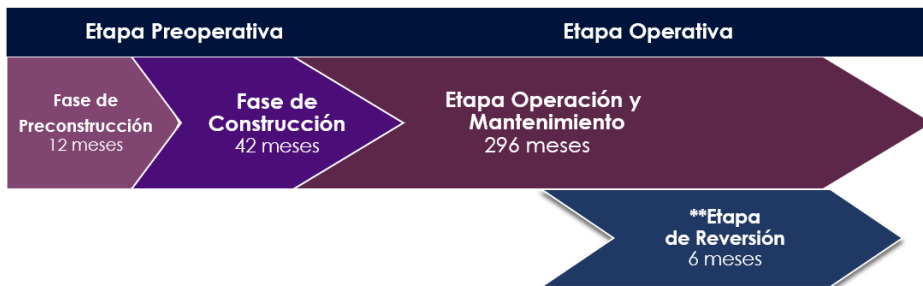 Etapa Preoperativa
Etapa Operativa
Fase de
Preconstrucción
12 meses
Fase de
Construcción
42 meses
Etapa Operación y
Mantenimiento
296 meses
**Etapa
de Reversión
6 meses